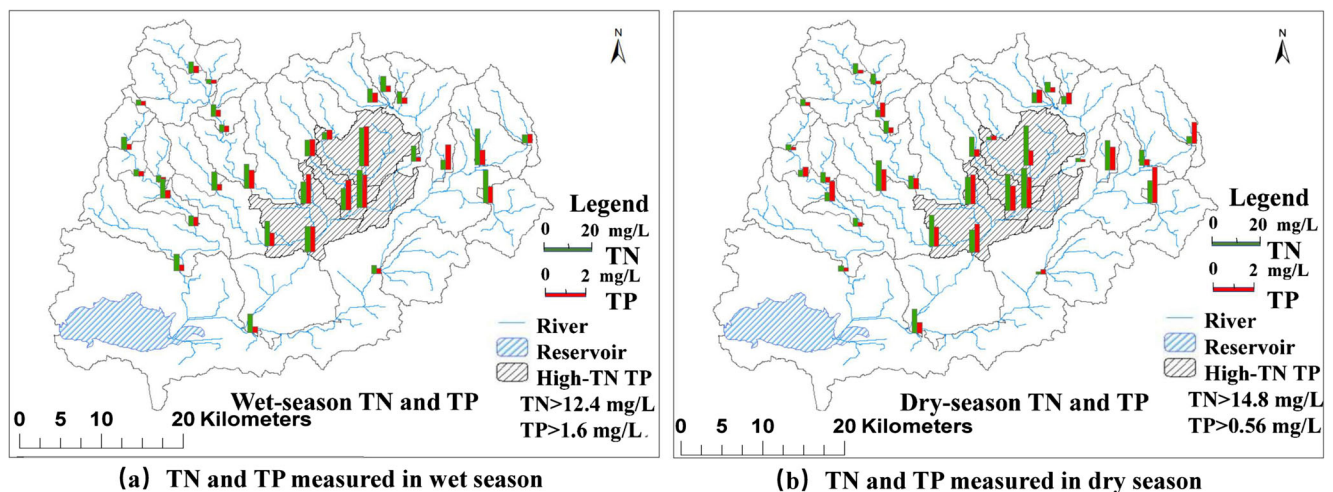 N
Legend
0 20 mg/L
TN
0 2 mg/L
TP
River
Reservoir
High-TN TP
TN>12.4 mg/L
TP>1.6 mg/L
Wet-season TN and TP
0 5 10 20 Kilometers
(a) TN and TP measured in wet season
N
Legend
0 20 mg/L
TN
0 2 mg/L
TP
River
Reservoir
High-TN TP
TN>14.8 mg/L
TP>0.56 mg/L
Dry-season TN and TP
0 5 10 20 Kilometers
(b) TN and TP measured in dry season